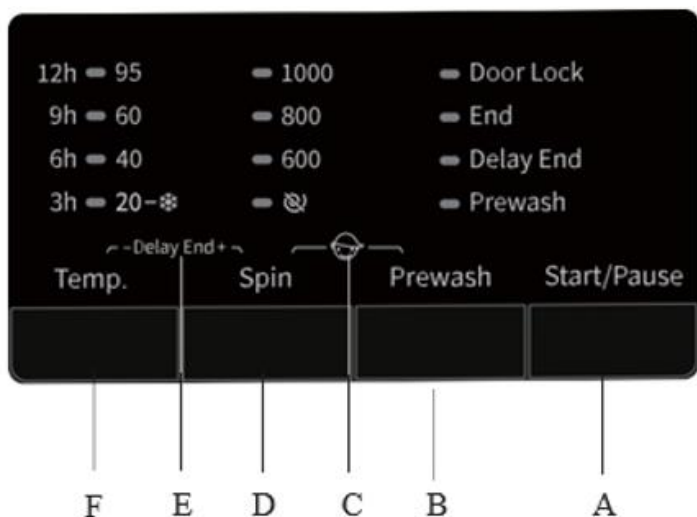 12h 95 1000 Door Lock
9h 60 800 End
6h 40 600 Delay End
3h 20- Prewash
-Delay End+
Temp. Spin Prewash Start/Pause
F E D C B A